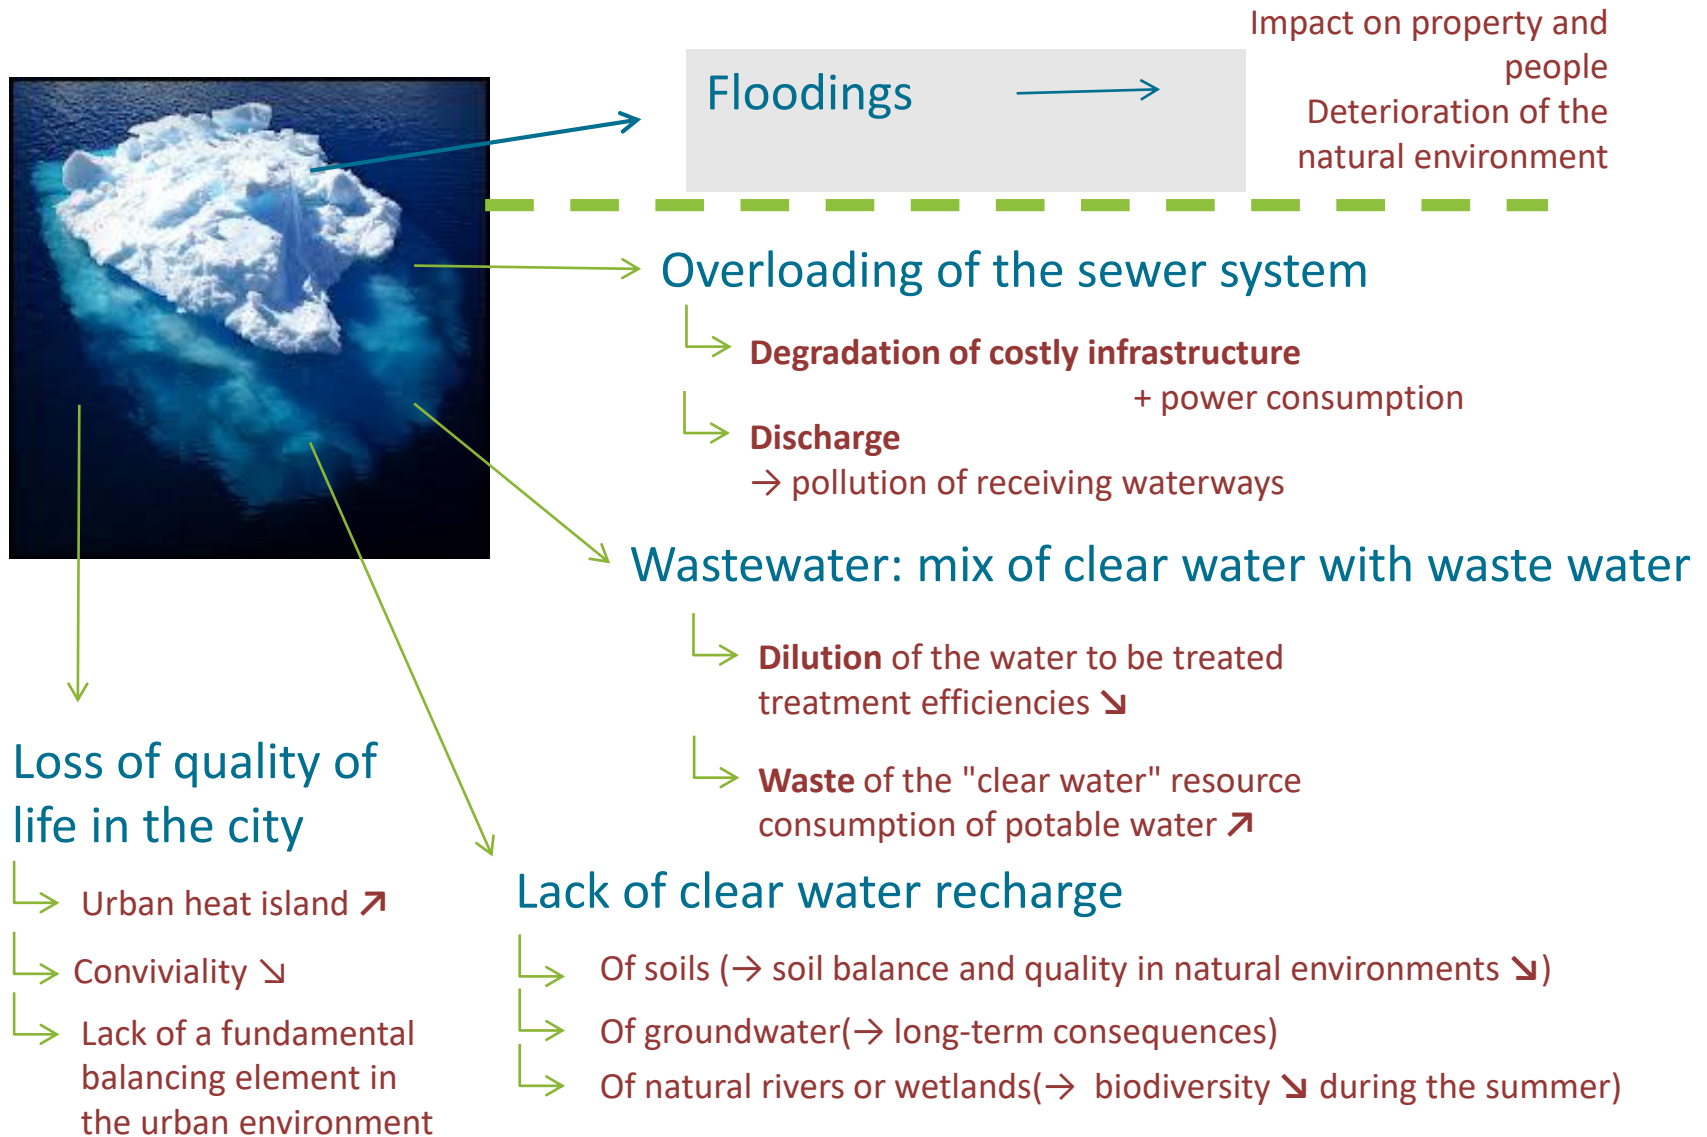 Impact on property and
people
Deterioration of the
natural environment
Floodings →
Overloading of the sewer system
Degradation of costly infrastructure
+ power consumption
Discharge
→ pollution of receiving waterways
Wastewater: mix of clear water with waste water
Dilution of the water to be treated
treatment efficiencies ↘
Waste of the "clear water" resource
consumption of potable water ↗
Loss of quality of
life in the city
Urban heat island ↗
Conviviality ↘
Lack of a fundamental
balancing element in
the urban environment
Lack of clear water recharge
Of soils (→ soil balance and quality in natural environments ↘)
Of groundwater(→ long-term consequences)
Of natural rivers or wetlands(→ biodiversity ↘ during the summer)